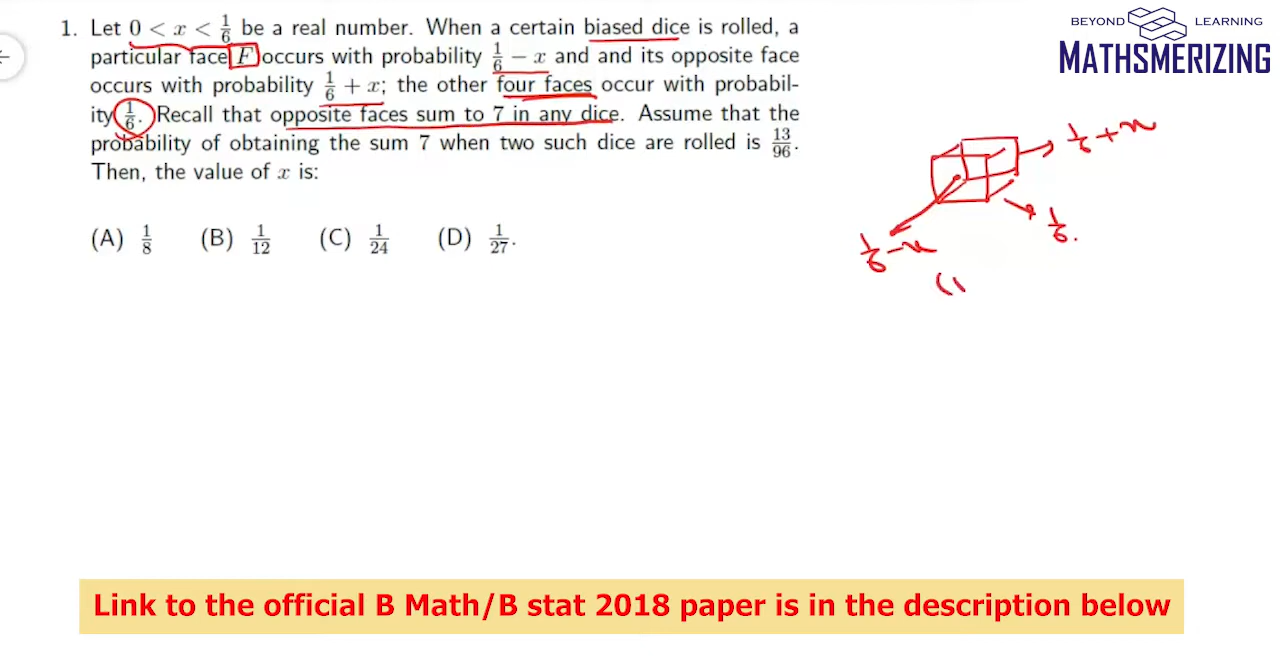 BEYOND LEARNING
MATHSMERIZING
1. Let 0 < x < 1/6 be a real number. When a certain biased dice is rolled, a
particular face F occurs with probability 1/6 − x and and its opposite face
occurs with probability 1/6 + x; the other four faces occur with probabil-
ity 1/6. Recall that opposite faces sum to 7 in any dice. Assume that the
probability of obtaining the sum 7 when two such dice are rolled is 13/96.
Then, the value of x is:
(A) 1/8 (B) 1/12 (C) 1/24 (D) 1/27.
1/6 + x
1/6.
1/6 − x
Link to the official B Math/B stat 2018 paper is in the description below